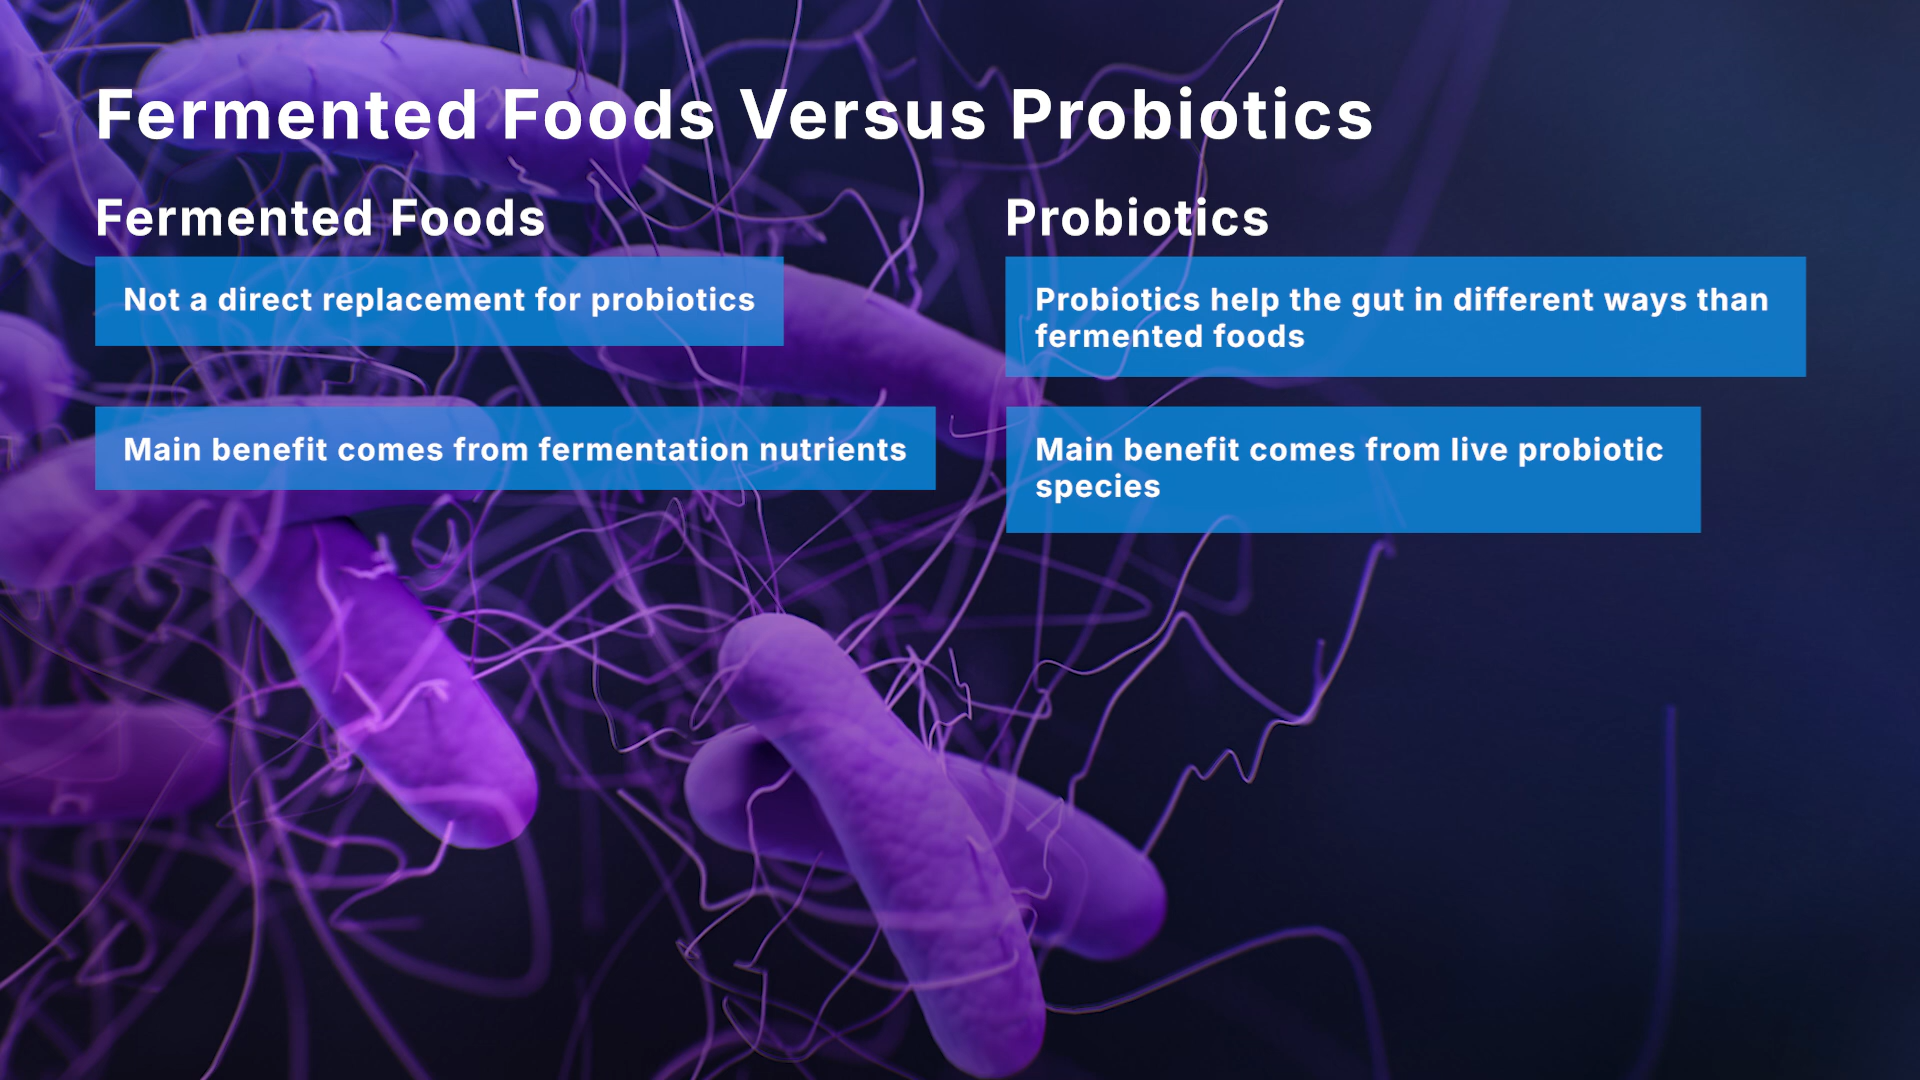 Fermented Foods Versus Probiotics
Fermented Foods
Not a direct replacement for probiotics
Main benefit comes from fermentation nutrients
Probiotics
Probiotics help the gut in different ways than
fermented foods
Main benefit comes from live probiotic
species